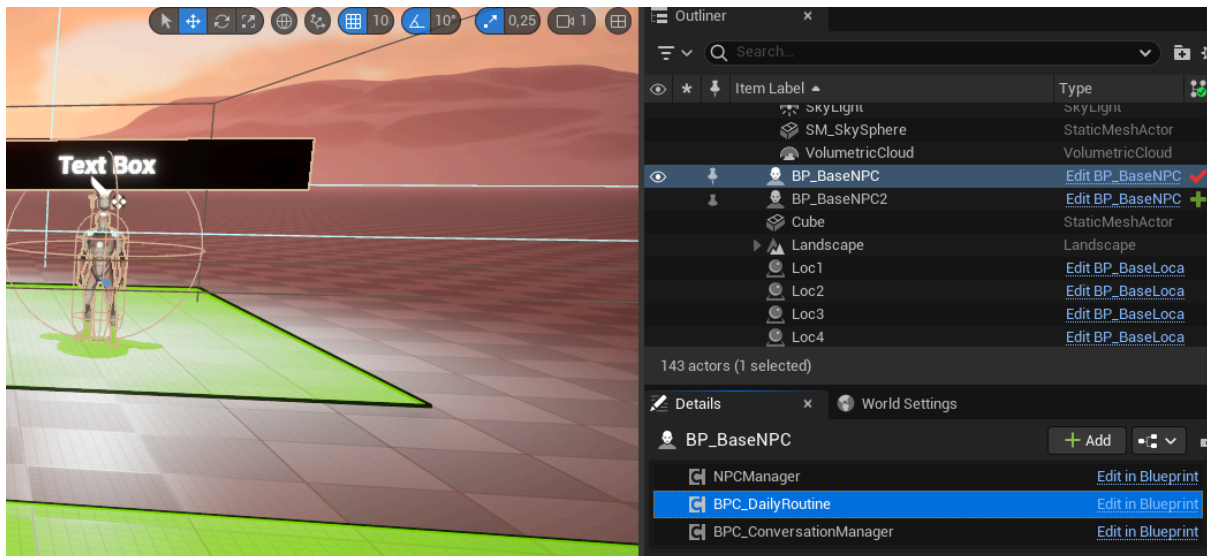 10 10° 0,25 1
Outliner
Search...
Item Label Type
SkyLight SkyLight
SM_SkySphere StaticMeshActor
VolumetricCloud VolumetricCloud
BP_BaseNPC Edit BP_BaseNPC
BP_BaseNPC2 Edit BP_BaseNPC
Cube StaticMeshActor
Landscape Landscape
Loc1 Edit BP_BaseLoca
Loc2 Edit BP_BaseLoca
Loc3 Edit BP_BaseLoca
Loc4 Edit BP_BaseLoca
143 actors (1 selected)
Details World Settings
BP_BaseNPC Add
NPCManager Edit in Blueprint
BPC_DailyRoutine Edit in Blueprint
BPC_ConversationManager Edit in Blueprint
Text Box